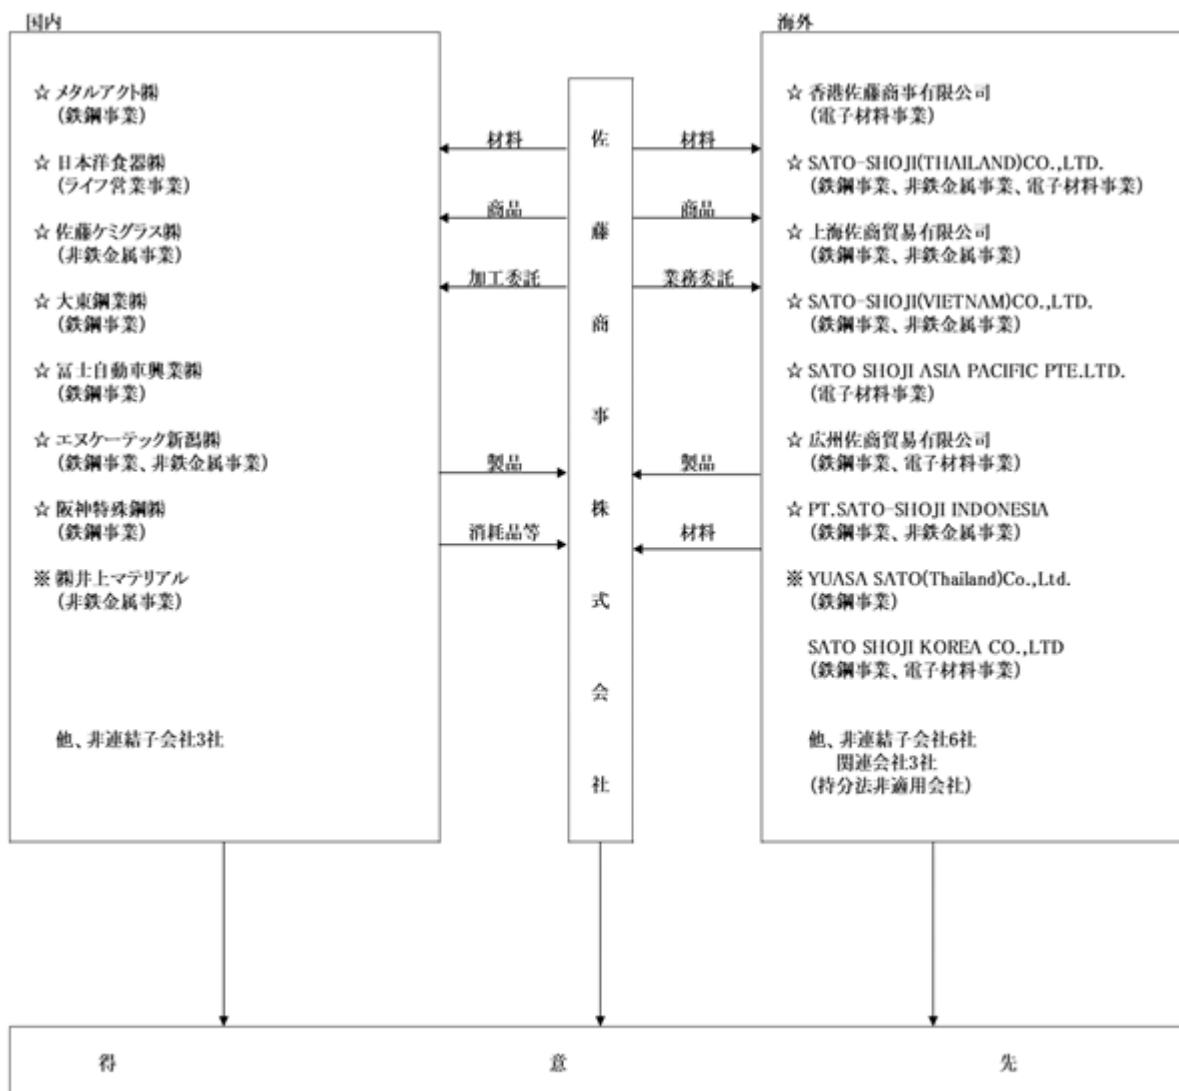 国内
☆ メタルアクト㈱
(鉄鋼事業)
☆ 日本洋食器㈱
(ライフ営業事業)
☆ 佐藤ケミグラス㈱
(非鉄金属事業)
☆ 大東鋼業㈱
(鉄鋼事業)
☆ 冨士自動車興業㈱
(鉄鋼事業)
☆ エヌケーテック新潟㈱
(鉄鋼事業、非鉄金属事業)
☆ 阪神特殊鋼㈱
(鉄鋼事業)
※ ㈱井上マテリアル
(非鉄金属事業)
他、非連結子会社3社
材料
商品
加工委託
製品
消耗品等
佐藤商事株式会社
材料
商品
業務委託
製品
材料
海外
☆ 香港佐藤商事有限公司
(電子材料事業)
☆ SATO-SHOJI(THAILAND)CO.,LTD.
(鉄鋼事業、非鉄金属事業、電子材料事業)
☆ 上海佐商貿易有限公司
(鉄鋼事業、非鉄金属事業)
☆ SATO-SHOJI(VIETNAM)CO.,LTD.
(鉄鋼事業、非鉄金属事業)
☆ SATO SHOJI ASIA PACIFIC PTE.LTD.
(電子材料事業)
☆ 広州佐商貿易有限公司
(鉄鋼事業、電子材料事業)
☆ PT.SATO-SHOJI INDONESIA
(鉄鋼事業、非鉄金属事業)
※ YUASA SATO(Thailand)Co.,Ltd.
(鉄鋼事業)
SATO SHOJI KOREA CO.,LTD
(鉄鋼事業、電子材料事業)
他、非連結子会社6社
関連会社3社
(持分法非適用会社)
得意先